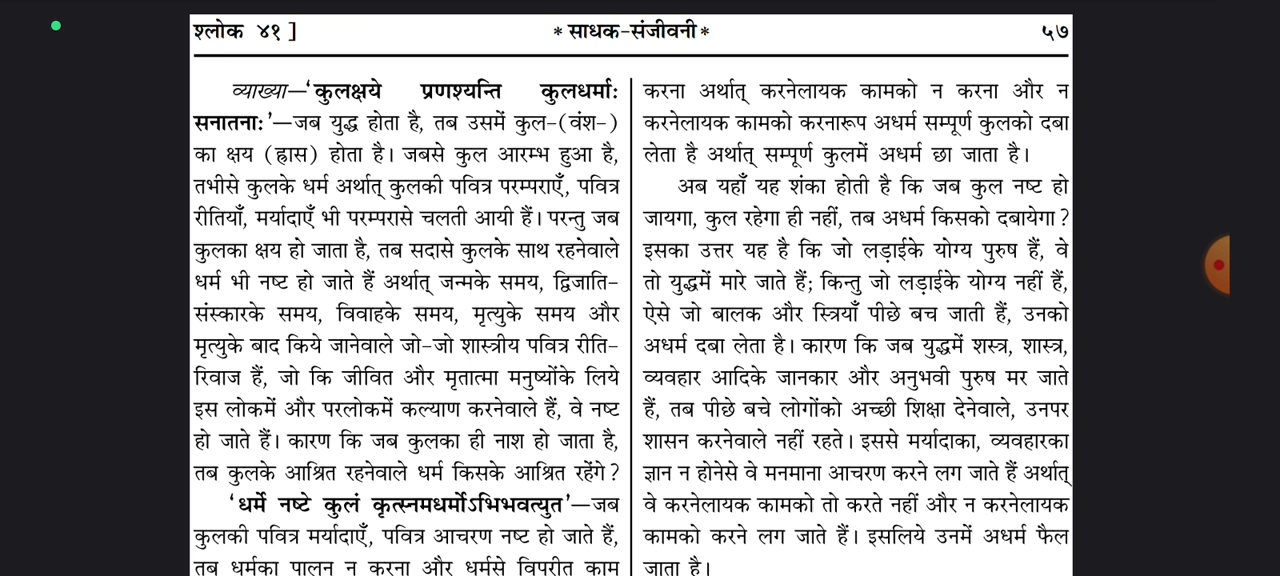 श्लोक ४१ ]
* साधक-संजीवनी *
५७
व्याख्या—‘कुलक्षये प्रणश्यन्ति कुलधर्माः
सनातनाः’—जब युद्ध होता है, तब उसमें कुल-(वंश-)
का क्षय (ह्रास) होता है। जबसे कुल आरम्भ हुआ है,
तभीसे कुलके धर्म अर्थात् कुलकी पवित्र परम्पराएँ, पवित्र
रीतियाँ, मर्यादाएँ भी परम्परासे चलती आयी हैं। परन्तु जब
कुलका क्षय हो जाता है, तब सदासे कुलके साथ रहनेवाले
धर्म भी नष्ट हो जाते हैं अर्थात् जन्मके समय, द्विजाति-
संस्कारके समय, विवाहके समय, मृत्युके समय और
मृत्युके बाद किये जानेवाले जो-जो शास्त्रीय पवित्र रीति-
रिवाज हैं, जो कि जीवित और मृतात्मा मनुष्योंके लिये
इस लोकमें और परलोकमें कल्याण करनेवाले हैं, वे नष्ट
हो जाते हैं। कारण कि जब कुलका ही नाश हो जाता है,
तब कुलके आश्रित रहनेवाले धर्म किसके आश्रित रहेंगे?
‘धर्मे नष्टे कुलं कृत्स्नमधर्मोऽभिभवत्युत’—जब
कुलकी पवित्र मर्यादाएँ, पवित्र आचरण नष्ट हो जाते हैं,
तब धर्मका पालन न करना और धर्मसे विपरीत काम
करना अर्थात् करनेलायक कामको न करना और न
करनेलायक कामको करनारूप अधर्म सम्पूर्ण कुलको दबा
लेता है अर्थात् सम्पूर्ण कुलमें अधर्म छा जाता है।
अब यहाँ यह शंका होती है कि जब कुल नष्ट हो
जायगा, कुल रहेगा ही नहीं, तब अधर्म किसको दबायेगा?
इसका उत्तर यह है कि जो लड़ाईके योग्य पुरुष हैं, वे
तो युद्धमें मारे जाते हैं; किन्तु जो लड़ाईके योग्य नहीं हैं,
ऐसे जो बालक और स्त्रियाँ पीछे बच जाती हैं, उनको
अधर्म दबा लेता है। कारण कि जब युद्धमें शस्त्र, शास्त्र,
व्यवहार आदिके जानकार और अनुभवी पुरुष मर जाते
हैं, तब पीछे बचे लोगोंको अच्छी शिक्षा देनेवाले, उनपर
शासन करनेवाले नहीं रहते। इससे मर्यादाका, व्यवहारका
ज्ञान न होनेसे वे मनमाना आचरण करने लग जाते हैं अर्थात्
वे करनेलायक कामको तो करते नहीं और न करनेलायक
कामको करने लग जाते हैं। इसलिये उनमें अधर्म फैल
जाता है।